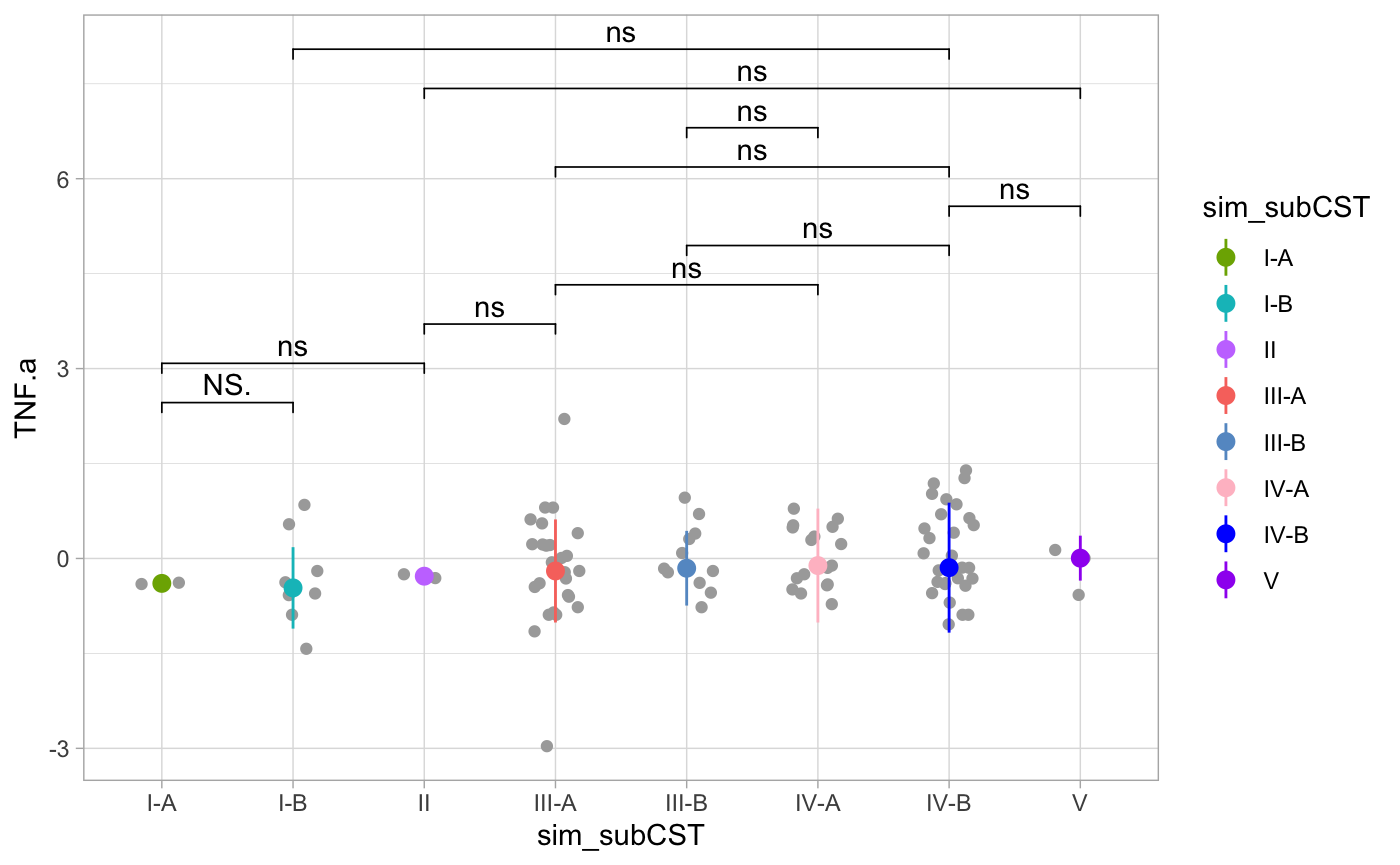 ns
ns
ns
ns
ns
ns
ns
ns
ns
NS.
6
3
0
-3
TNF.a
I-A I-B II III-A III-B IV-A IV-B V
sim_subCST
sim_subCST
I-A
I-B
II
III-A
III-B
IV-A
IV-B
V